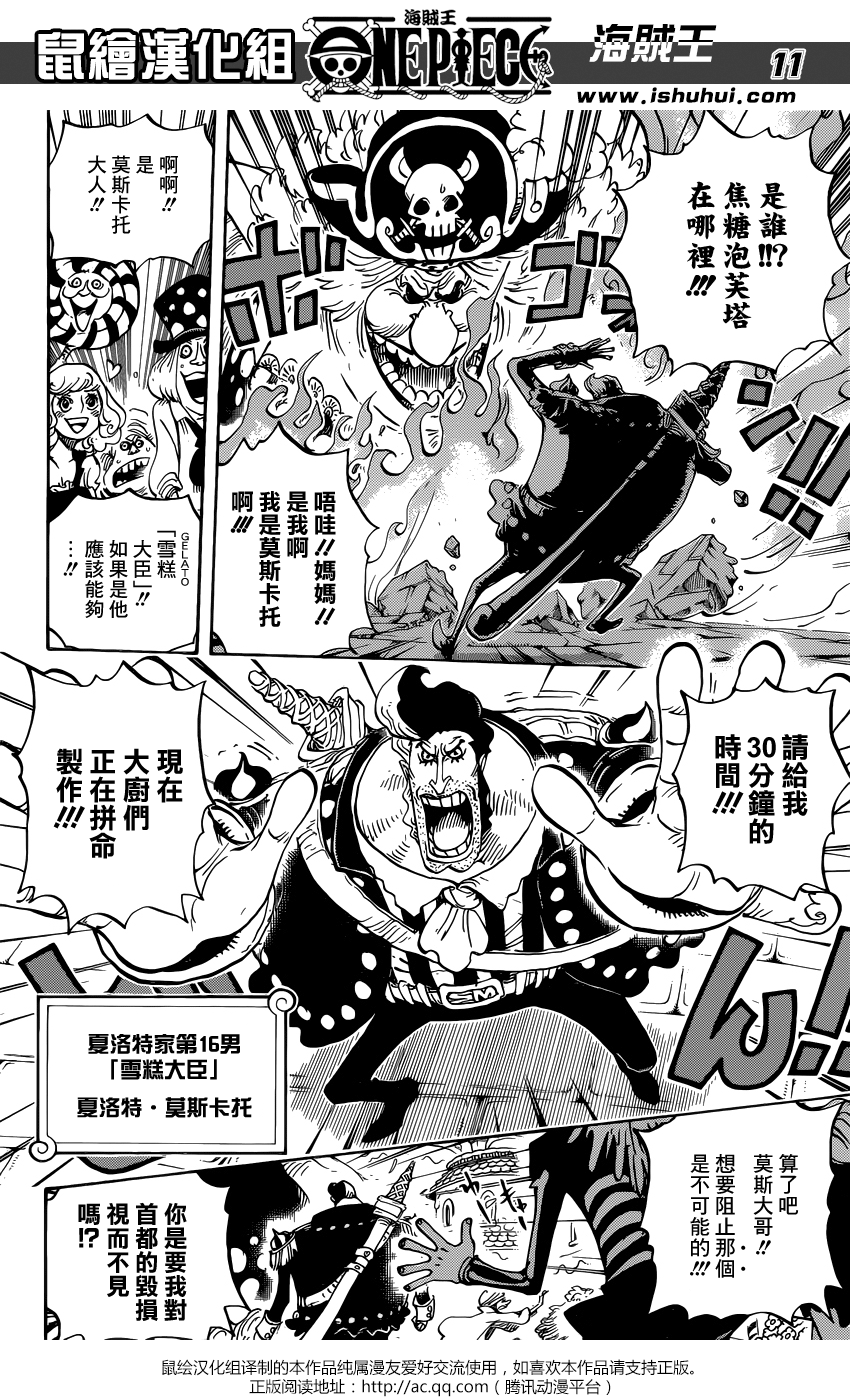 鼠繪漢化組
海賊王
ONE PIECE
海賊王
11
www.ishuhui.com
是誰!!?
焦糖泡芙塔
在哪裡!!!
ゴ
ボ
!!
唔哇!!媽媽!!
是我啊
我是莫斯卡托
啊!!!
啊啊!!
是
莫斯卡托
大人!!
GELATO
「雪糕
大臣」!!
如果是他
應該能夠
…!!
請給我
30分鐘的
時間!!!
現在
大廚們
正在拼命
製作!!!
SM
ん!!
夏洛特家第16男
「雪糕大臣」
夏洛特・莫斯卡托
算了吧
莫斯大哥!!
想要阻止那個
是不可能的!!!
你是要我對
首都的毀損
視而不見
嗎!?
鼠绘汉化组译制的本作品纯属漫友爱好交流使用，如喜欢本作品请支持正版。
正版阅读地址：http://ac.qq.com（腾讯动漫平台）